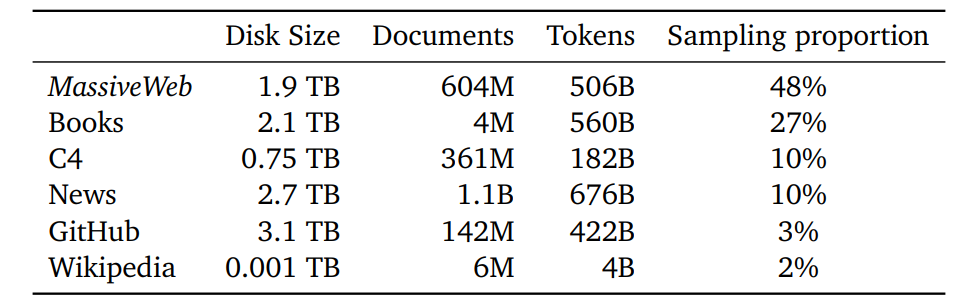 Disk Size Documents Tokens Sampling proportion
MassiveWeb 1.9 TB 604M 506B 48%
Books 2.1 TB 4M 560B 27%
C4 0.75 TB 361M 182B 10%
News 2.7 TB 1.1B 676B 10%
GitHub 3.1 TB 142M 422B 3%
Wikipedia 0.001 TB 6M 4B 2%